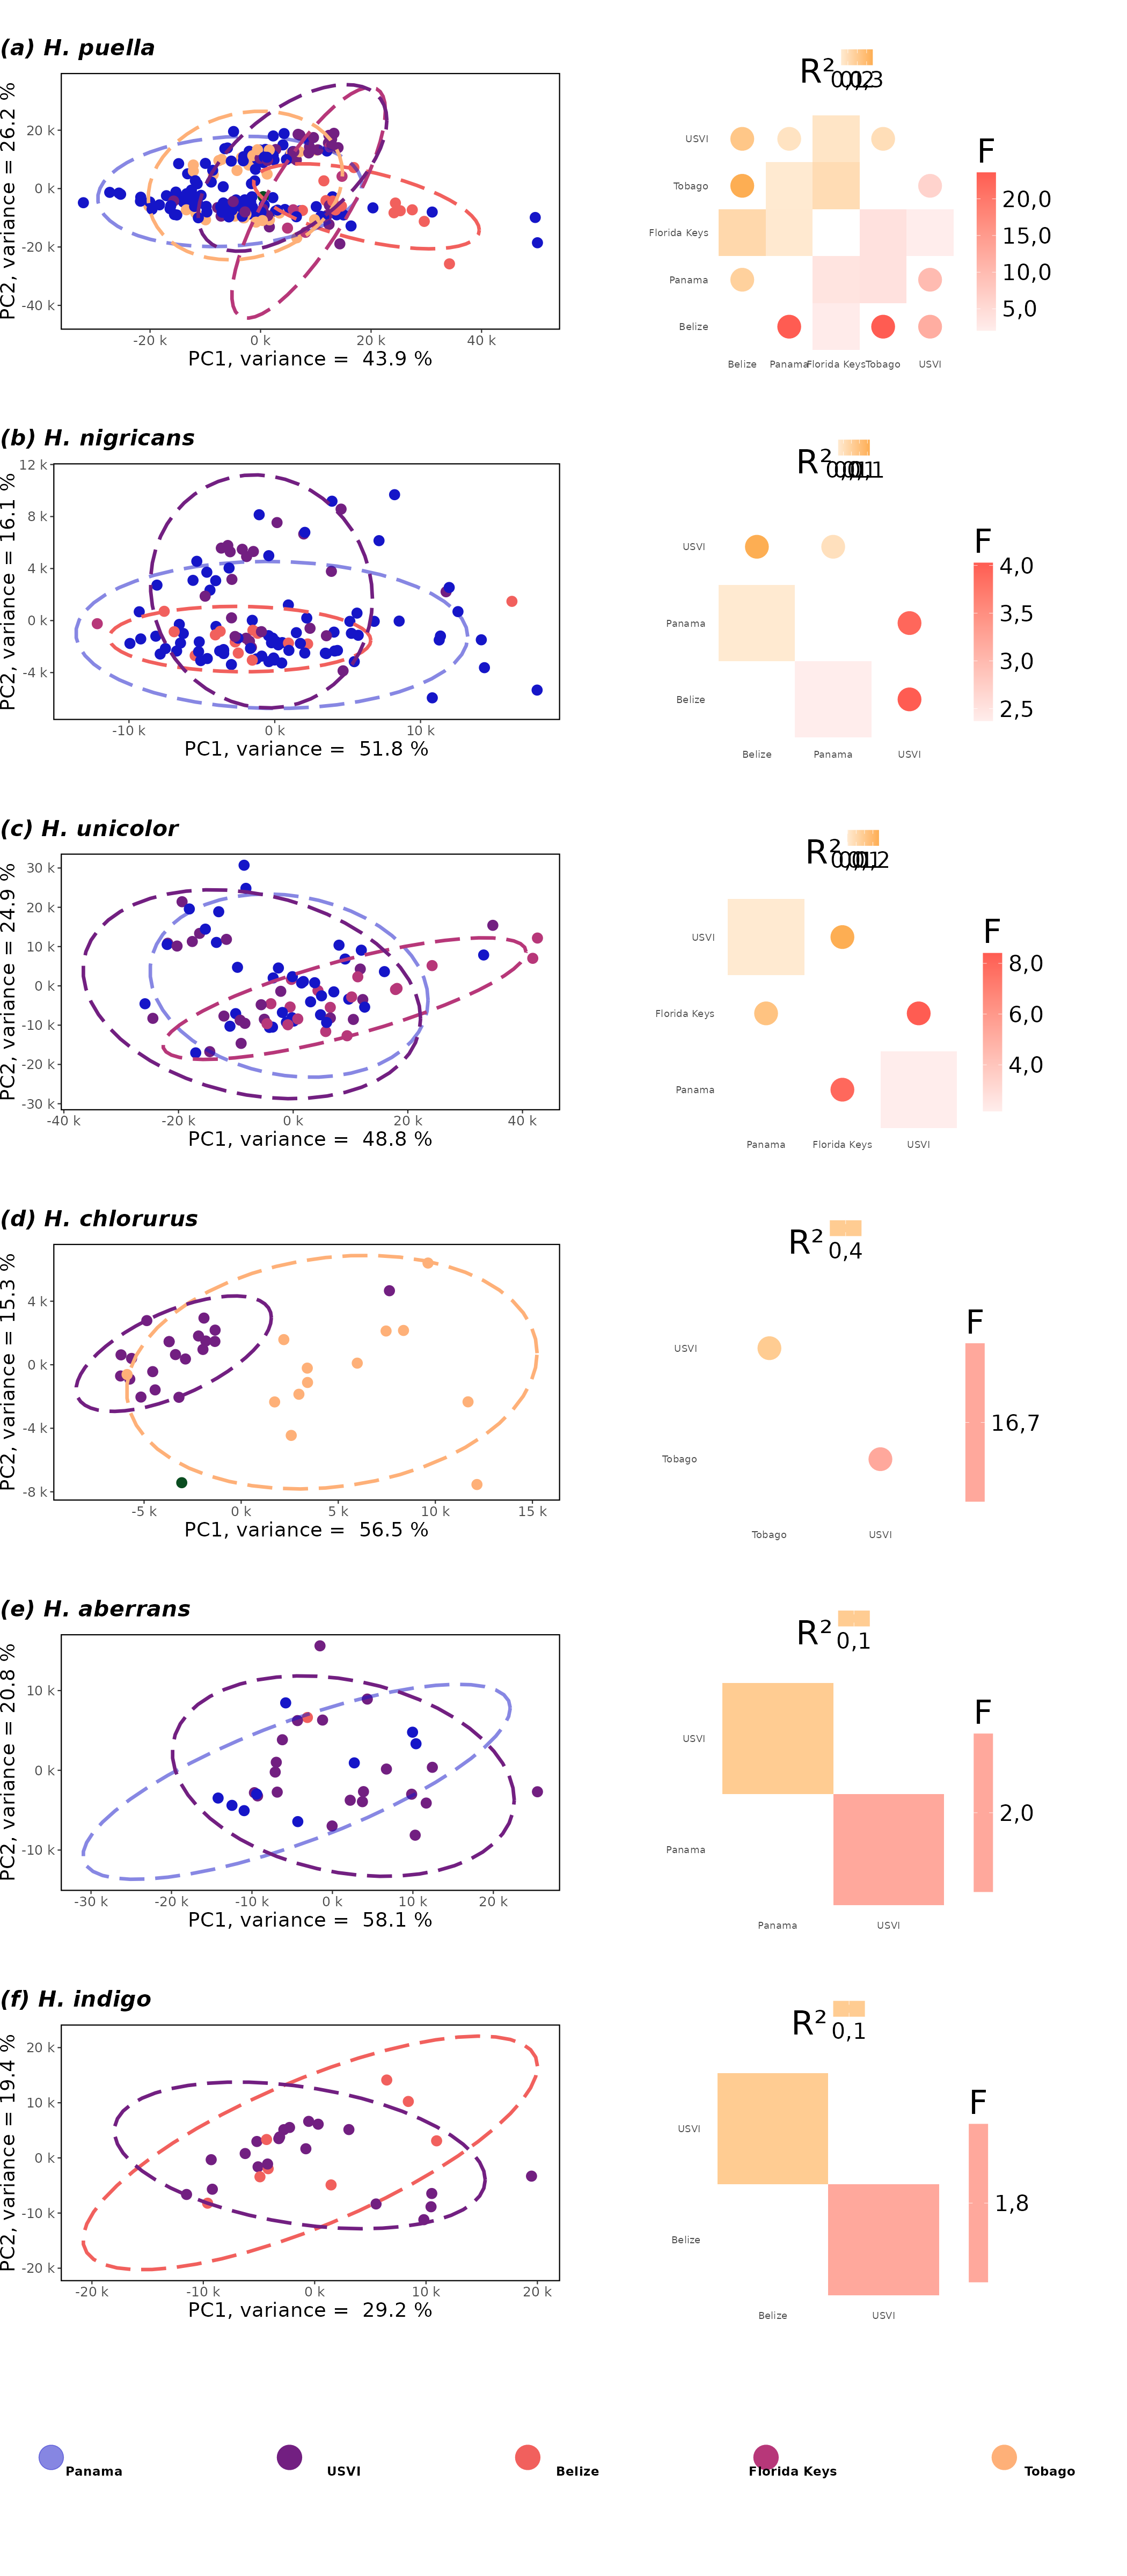 (a) H. puella
PC2, variance = 26.2 %
20 k
0 k
-20 k
-40 k
-20 k 0 k 20 k 40 k
PC1, variance = 43.9 %
R²
USVI
Tobago
Florida Keys
Panama
Belize
Belize Panama Florida Keys Tobago USVI
F
20,0
15,0
10,0
5,0
(b) H. nigricans
PC2, variance = 16.1 %
12 k
8 k
4 k
0 k
-4 k
-10 k 0 k 10 k
PC1, variance = 51.8 %
R²
USVI
Panama
Belize
Belize Panama USVI
F
4,0
3,5
3,0
2,5
(c) H. unicolor
PC2, variance = 24.9 %
30 k
20 k
10 k
0 k
-10 k
-20 k
-30 k
-40 k -20 k 0 k 20 k 40 k
PC1, variance = 48.8 %
R²
USVI
Florida Keys
Panama
Panama Florida Keys USVI
F
8,0
6,0
4,0
(d) H. chlorurus
PC2, variance = 15.3 %
4 k
0 k
-4 k
-8 k
-5 k 0 k 5 k 10 k 15 k
PC1, variance = 56.5 %
R²
0,4
USVI
Tobago
Tobago USVI
F
16,7
(e) H. aberrans
PC2, variance = 20.8 %
10 k
0 k
-10 k
-30 k -20 k -10 k 0 k 10 k 20 k
PC1, variance = 58.1 %
R²
0,1
USVI
Panama
Panama USVI
F
2,0
(f) H. indigo
PC2, variance = 19.4 %
20 k
10 k
0 k
-10 k
-20 k
-20 k -10 k 0 k 10 k 20 k
PC1, variance = 29.2 %
R²
0,1
USVI
Belize
Belize USVI
F
1,8
Panama USVI Belize Florida Keys Tobago